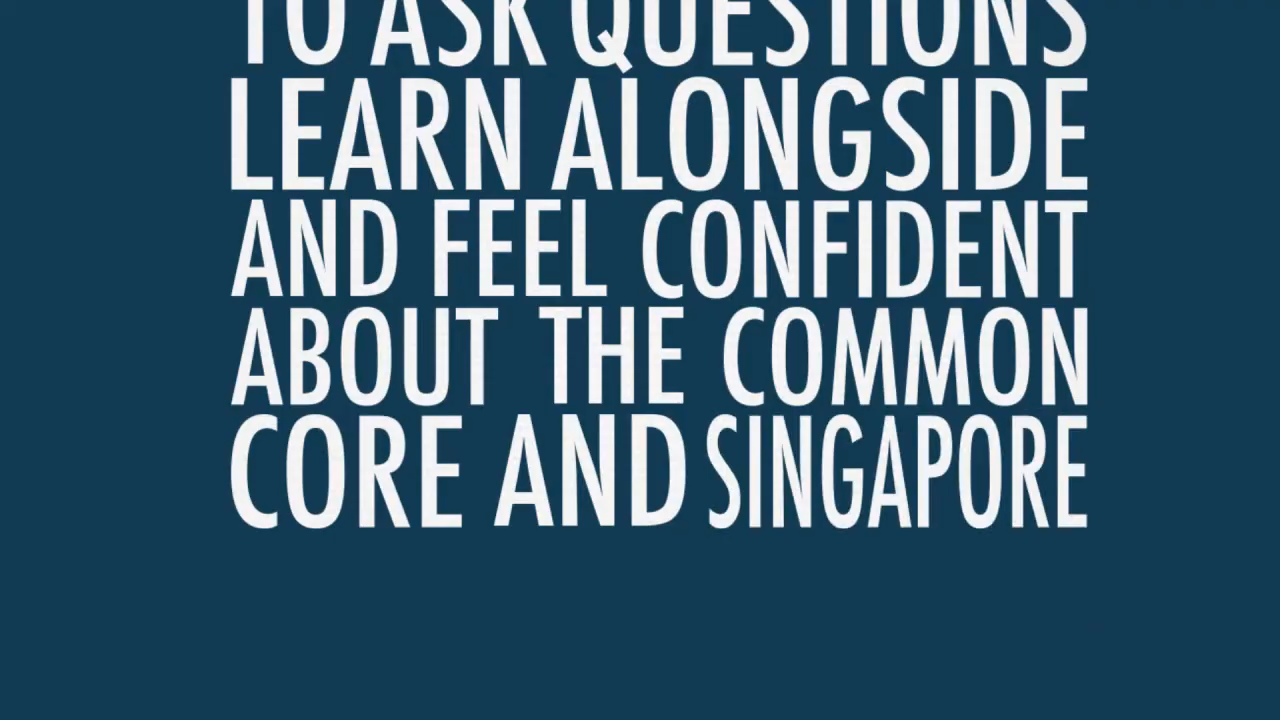 TO ASK QUESTIONS
LEARN ALONGSIDE
AND FEEL CONFIDENT
ABOUT THE COMMON
CORE AND SINGAPORE